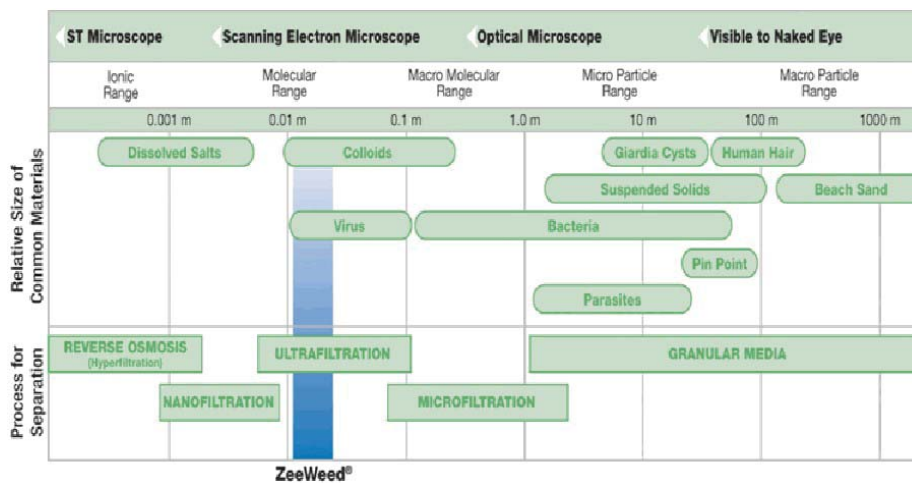 ST Microscope Scanning Electron Microscope Optical Microscope Visible to Naked Eye
Ionic Range
Molecular Range
Macro Molecular Range
Micro Particle Range
Macro Particle Range
0.001 m 0.01 m 0.1 m 1.0 m 10 m 100 m 1000 m
Relative Size of
Common Materials
Dissolved Salts Colloids Giardia Cysts Human Hair
Suspended Solids Beach Sand
Virus Bacteria
Pin Point
Parasites
Process for
Separation
REVERSE OSMOSIS
(Hyperfiltration)
ULTRAFILTRATION GRANULAR MEDIA
NANOFILTRATION MICROFILTRATION
ZeeWeed®